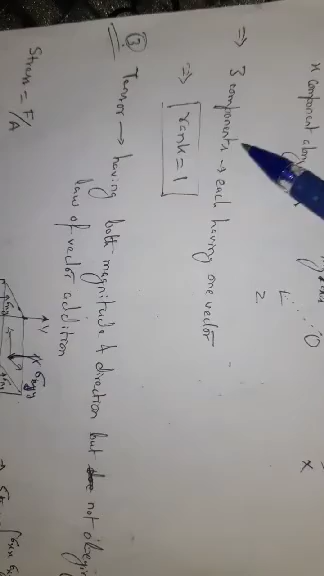 x component along
⇒ 3 components → each having one vector
⇒ rank = 1
z
O
x
③ Tensor → having both magnitude & direction but not obeying
law of vector addition
Stress = F/A
y